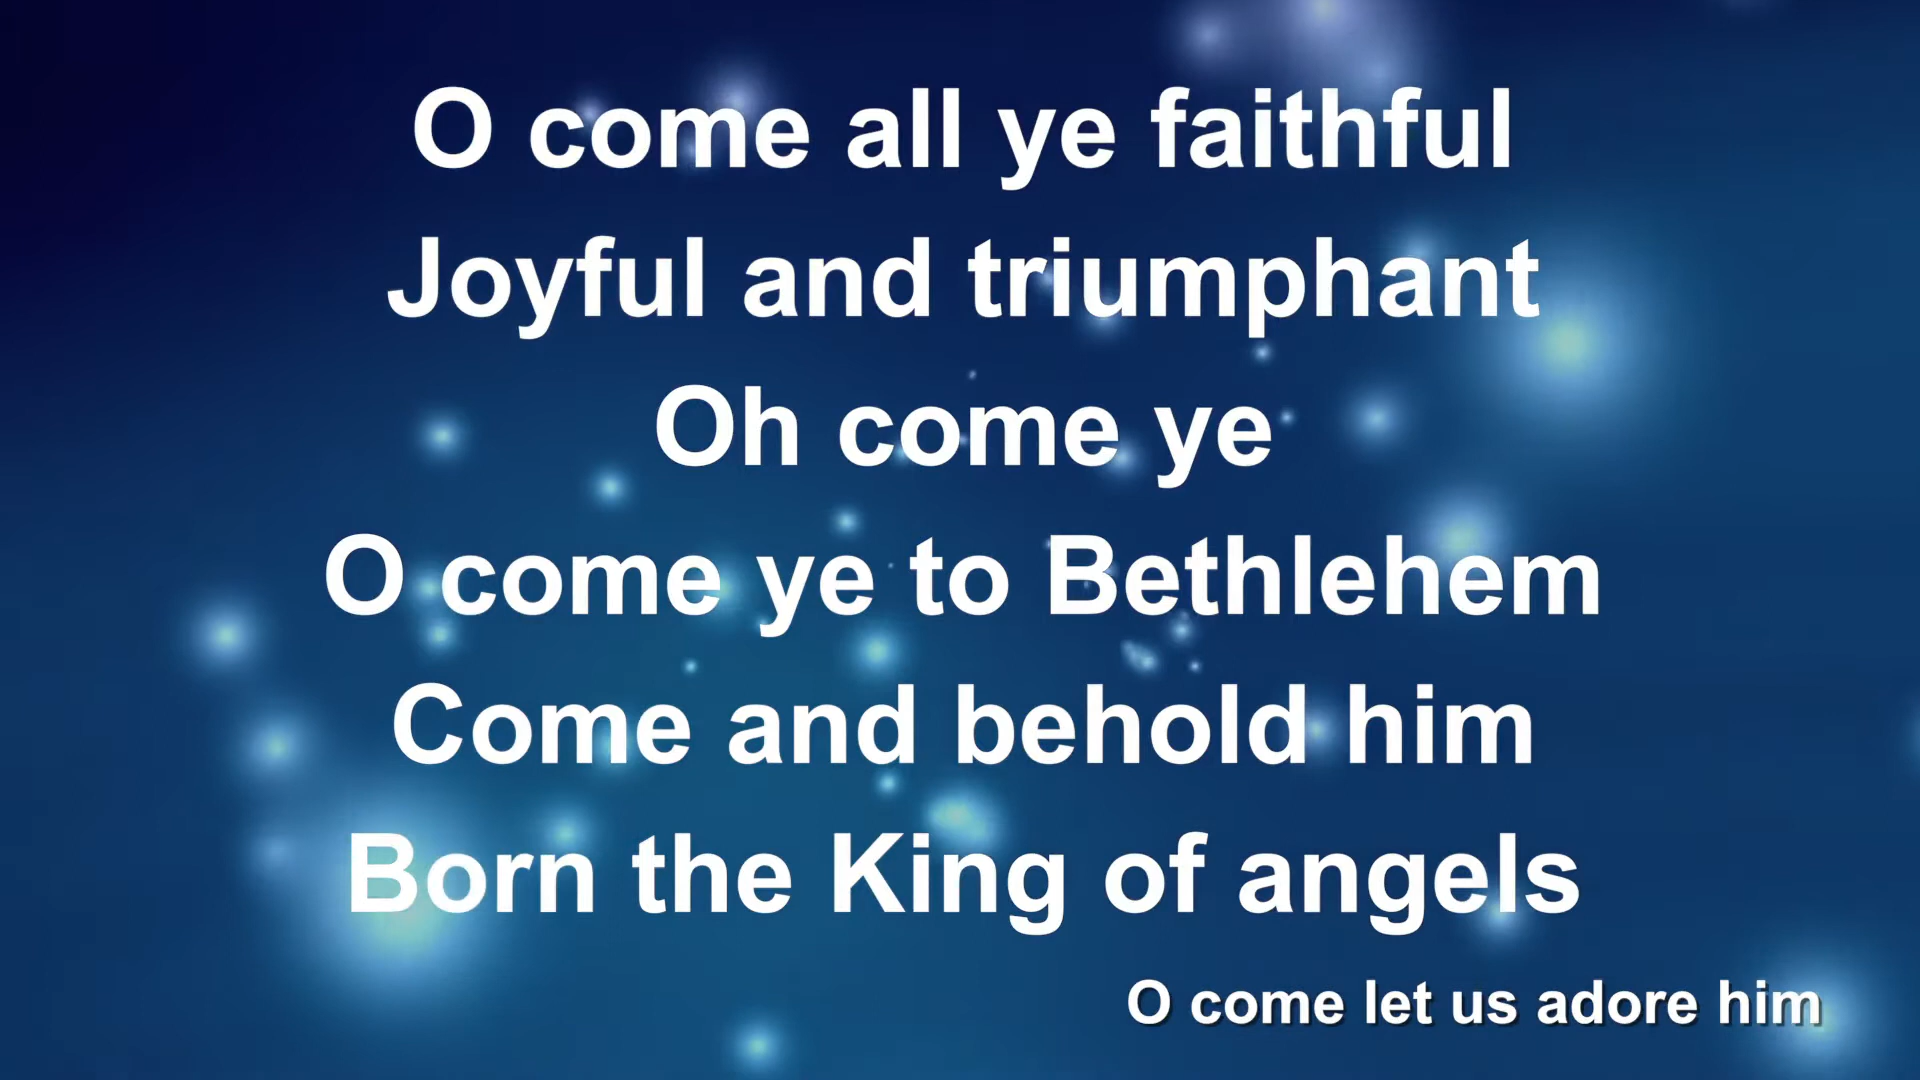 O come all ye faithful
Joyful and triumphant
Oh come ye
O come ye to Bethlehem
Come and behold him
Born the King of angels
O come let us adore him